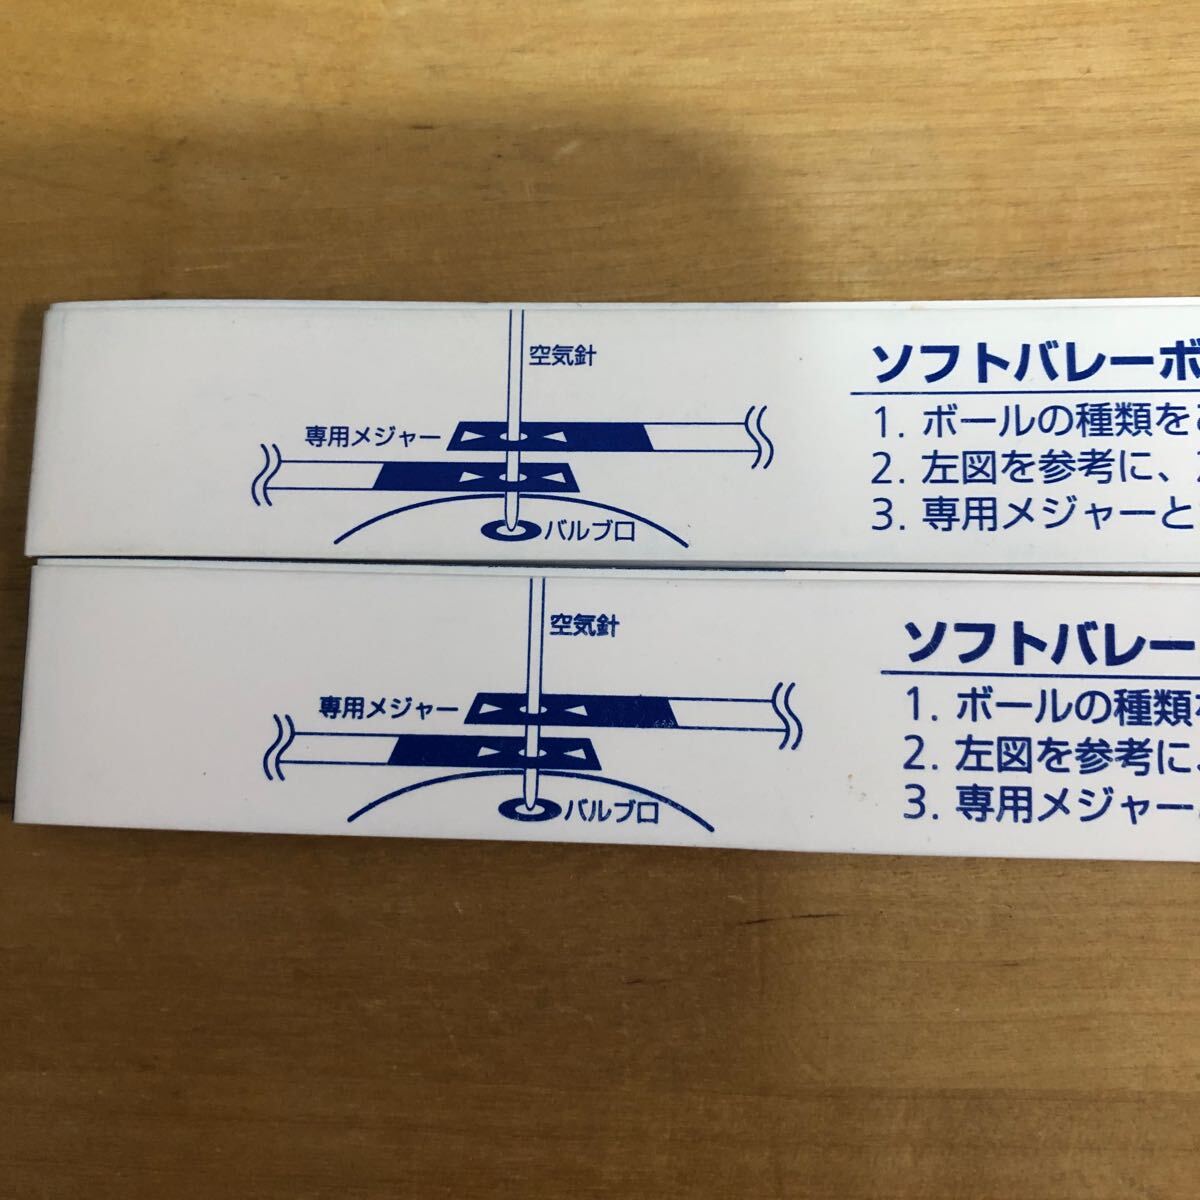 空気針
専用メジャー
バルブ口
ソフトバレーボ
1. ボールの種類を
2. 左図を参考に、
3. 専用メジャーと
空気針
専用メジャー
バルブ口
ソフトバレー
1. ボールの種類
2. 左図を参考に、
3. 専用メジャー